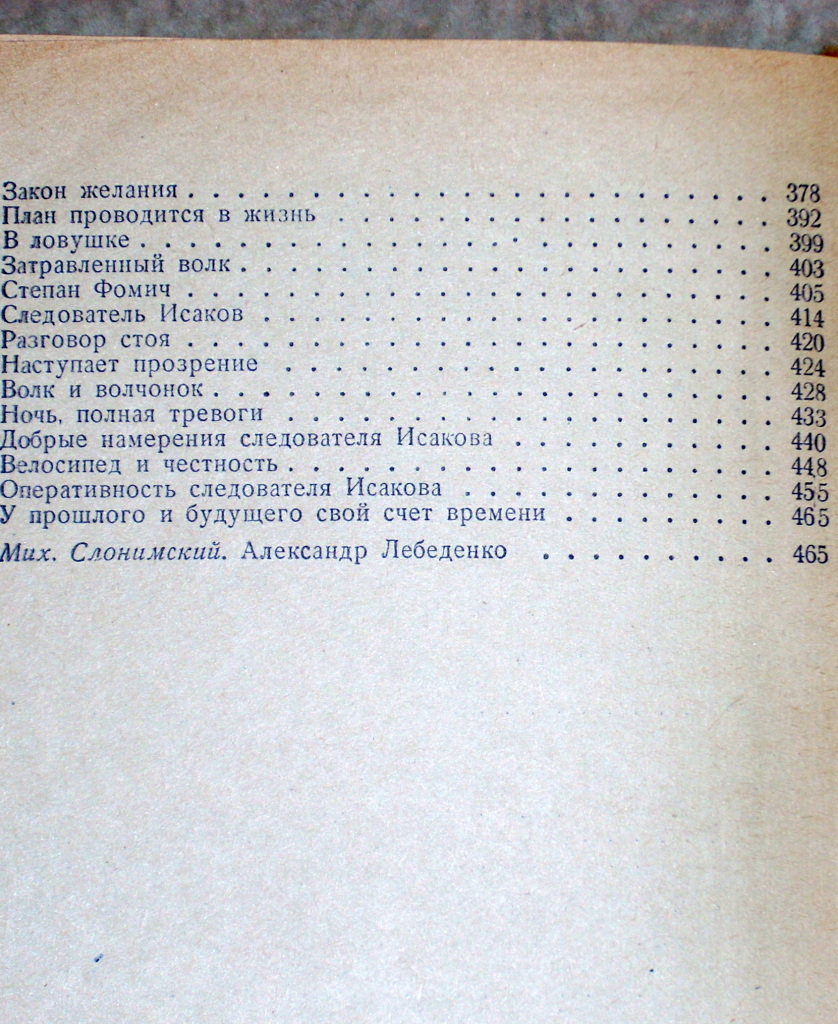 Закон желания . . . . . . . . . . . . . . . . . . . . . . . 378
План проводится в жизнь . . . . . . . . . . . . . . . . . 392
В ловушке . . . . . . . . . . . . . . . . . . . . . . . . . 399
Затравленный волк . . . . . . . . . . . . . . . . . . . . . 403
Степан Фомич . . . . . . . . . . . . . . . . . . . . . . . 405
Следователь Исаков . . . . . . . . . . . . . . . . . . . . 414
Разговор стоя . . . . . . . . . . . . . . . . . . . . . . . 420
Наступает прозрение . . . . . . . . . . . . . . . . . . . 424
Волк и волчонок . . . . . . . . . . . . . . . . . . . . . . 428
Ночь, полная тревоги . . . . . . . . . . . . . . . . . . . 433
Добрые намерения следователя Исакова . . . . . . . . . . 440
Велосипед и честность . . . . . . . . . . . . . . . . . . . 448
Оперативность следователя Исакова . . . . . . . . . . . . 455
У прошлого и будущего свой счет времени . . . . . . . . 465
Мих. Слонимский. Александр Лебеденко . . . . . . . . . 465